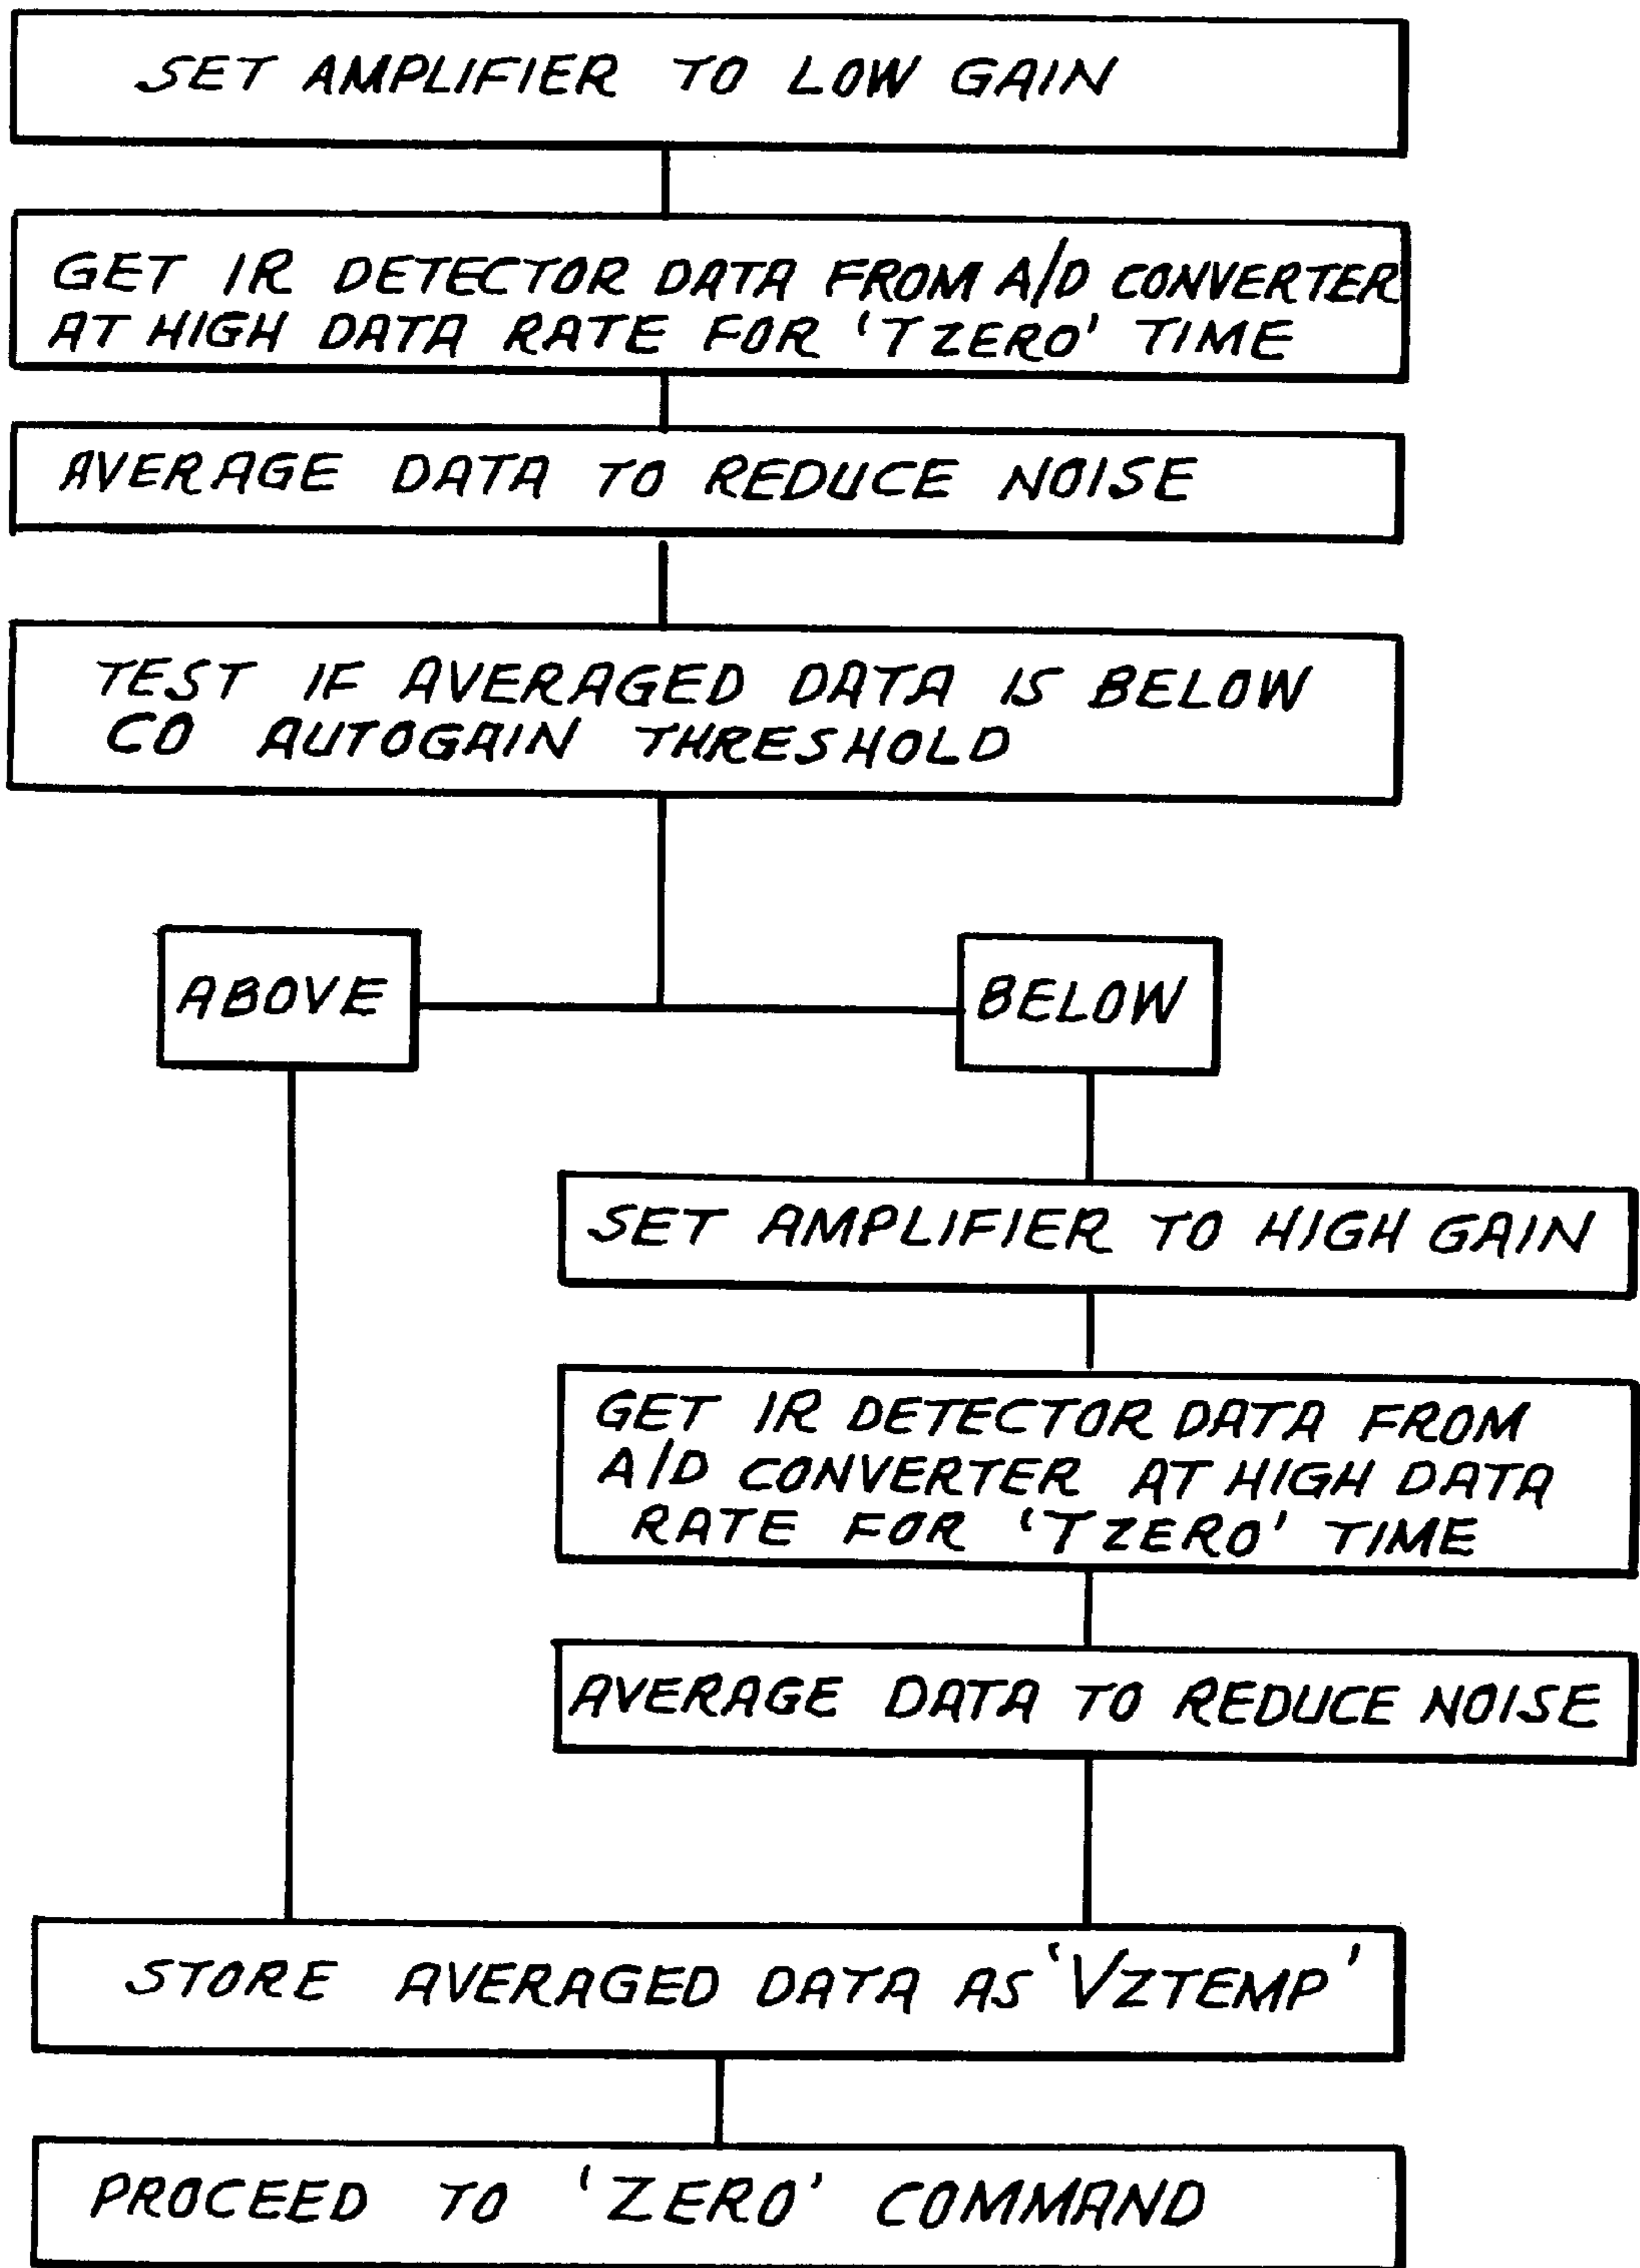 SET AMPLIFIER TO LOW GAIN
GET IR DETECTOR DATA FROM A/D CONVERTER
AT HIGH DATA RATE FOR 'TZERO' TIME
AVERAGE DATA TO REDUCE NOISE
TEST IF AVERAGED DATA IS BELOW
CO AUTOGAIN THRESHOLD
ABOVE
BELOW
SET AMPLIFIER TO HIGH GAIN
GET IR DETECTOR DATA FROM
A/D CONVERTER AT HIGH DATA
RATE FOR 'TZERO' TIME
AVERAGE DATA TO REDUCE NOISE
STORE AVERAGED DATA AS 'VZTEMP'
PROCEED TO 'ZERO' COMMAND